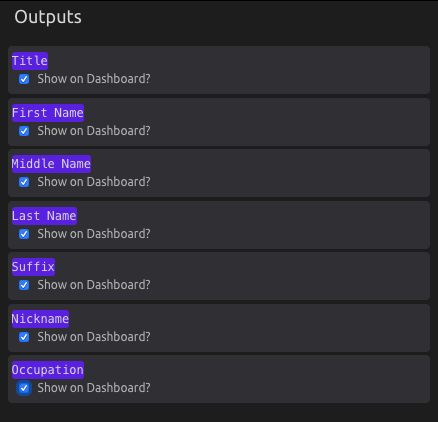 Outputs
Title
Show on Dashboard?
First Name
Show on Dashboard?
Middle Name
Show on Dashboard?
Last Name
Show on Dashboard?
Suffix
Show on Dashboard?
Nickname
Show on Dashboard?
Occupation
Show on Dashboard?